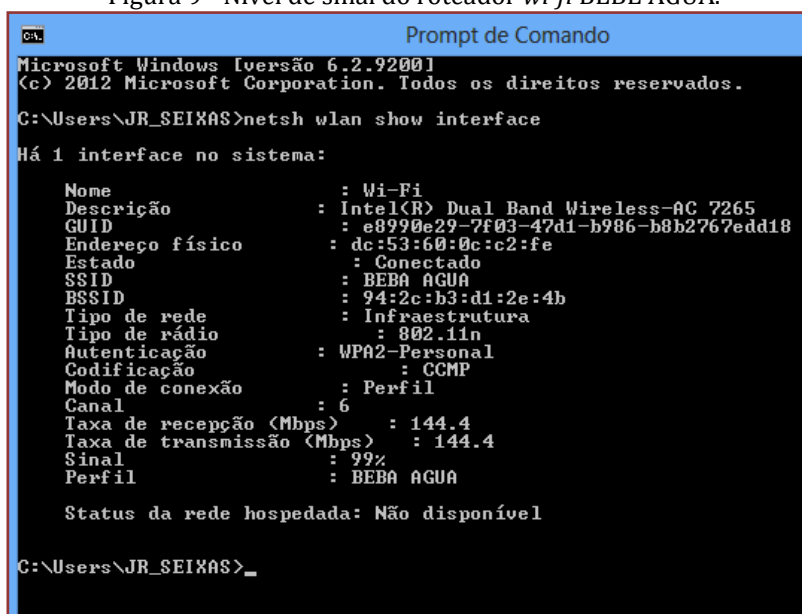 Figura 9 - Nível de sinal do roteador wi-fi BEBE AGUA.
Prompt de Comando
Microsoft Windows [versão 6.2.9200]
(c) 2012 Microsoft Corporation. Todos os direitos reservados.
C:\Users\JR_SEIXAS>netsh wlan show interface
Há 1 interface no sistema:
Nome : Wi-Fi
Descrição : Intel(R) Dual Band Wireless-AC 7265
GUID : e8990e29-7f03-47d1-b986-b8b2767edd18
Endereço físico : dc:53:60:0c:c2:fe
Estado : Conectado
SSID : BEBA AGUA
BSSID : 94:2c:b3:d1:2e:4b
Tipo de rede : Infraestrutura
Tipo de rádio : 802.11n
Autenticação : WPA2-Personal
Codificação : CCMP
Modo de conexão : Perfil
Canal : 6
Taxa de recepção (Mbps) : 144.4
Taxa de transmissão (Mbps) : 144.4
Sinal : 99%
Perfil : BEBA AGUA
Status da rede hospedada: Não disponível
C:\Users\JR_SEIXAS>_